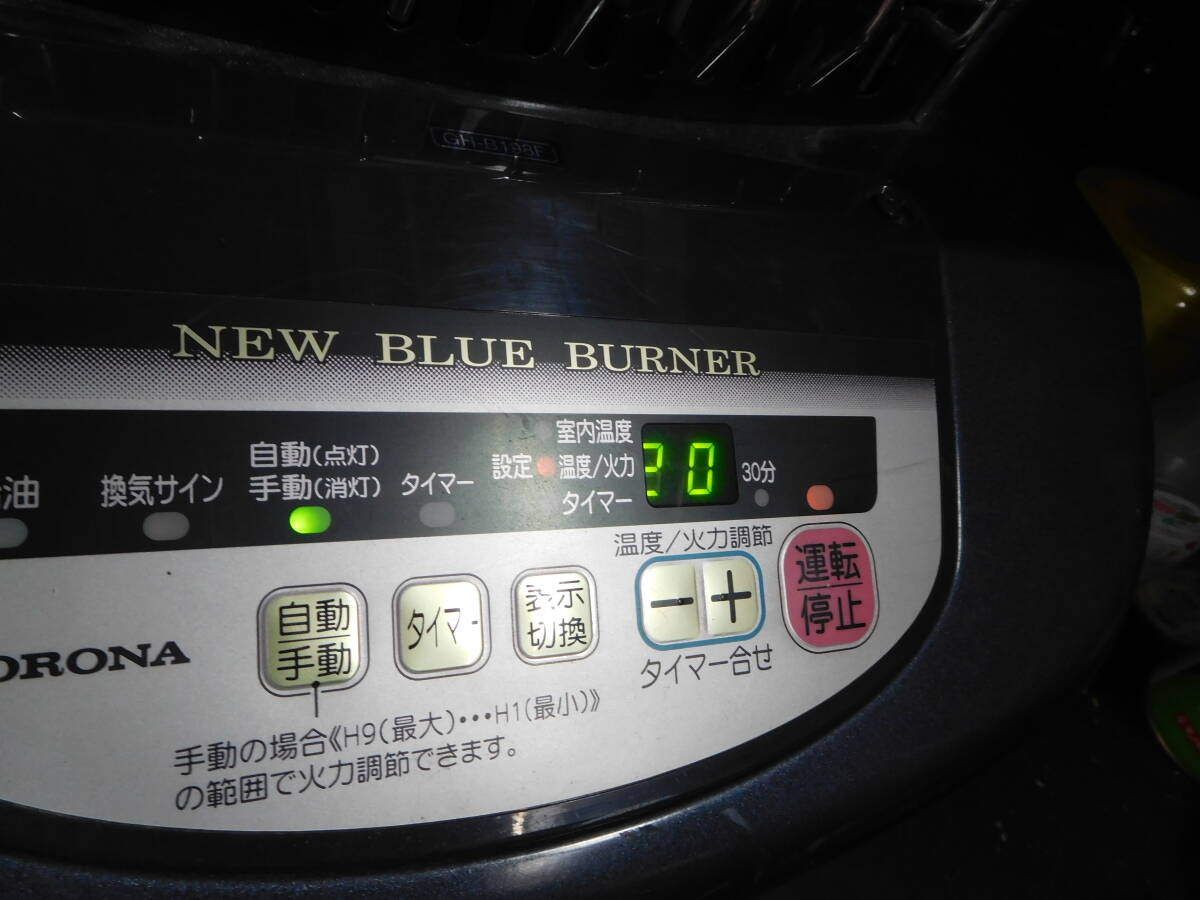 GH-B198F
NEW BLUE BURNER
油
換気サイン
自動(点灯)
手動(消灯)
タイマー
設定
室内温度
温度/火力
タイマー
20
30分
温度/火力調節
自動
手動
タイマー
表示
切換
− +
運転
停止
タイマー合せ
ORONA
手動の場合《H9(最大)・・・H1(最小)》
の範囲で火力調節できます。